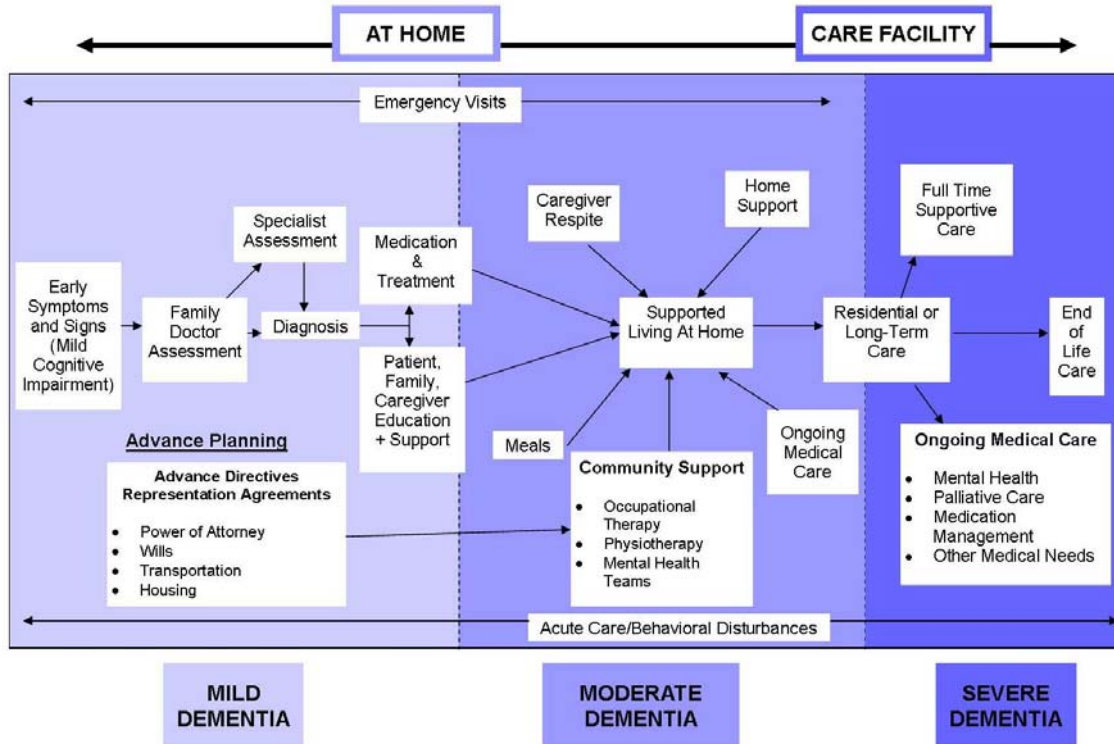 AT HOME
CARE FACILITY
Emergency Visits
Early
Symptoms
and Signs
(Mild
Cognitive
Impairment)
Family
Doctor
Assessment
Specialist
Assessment
Diagnosis
Medication
&
Treatment
Patient,
Family,
Caregiver
Education
+ Support
Advance Planning
Advance Directives
Representation Agreements
• Power of Attorney
• Wills
• Transportation
• Housing
Caregiver
Respite
Home
Support
Supported
Living At Home
Meals
Community Support
• Occupational
Therapy
• Physiotherapy
• Mental Health
Teams
Ongoing
Medical
Care
Residential or
Long-Term
Care
Full Time
Supportive
Care
End
of
Life
Care
Ongoing Medical Care
• Mental Health
• Palliative Care
• Medication
Management
• Other Medical Needs
Acute Care/Behavioral Disturbances
MILD
DEMENTIA
MODERATE
DEMENTIA
SEVERE
DEMENTIA